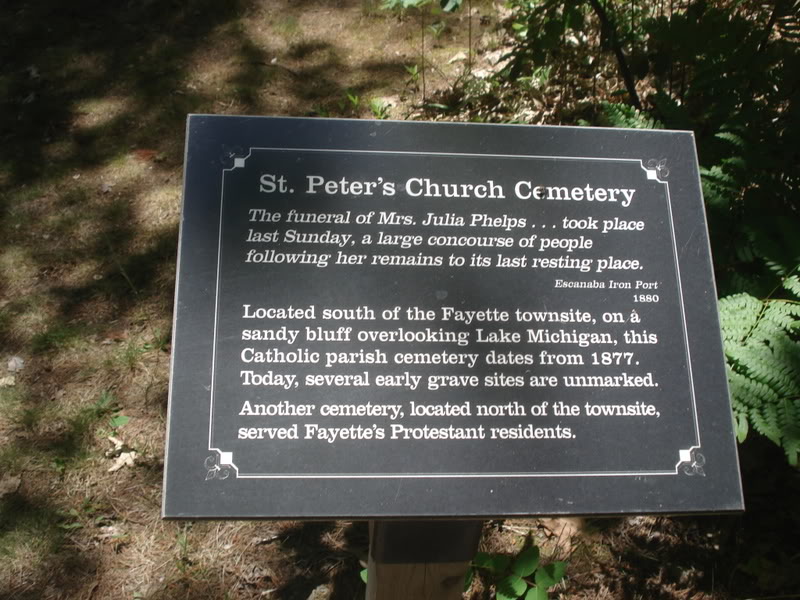 St. Peter's Church Cemetery
The funeral of Mrs. Julia Phelps . . . took place
last Sunday, a large concourse of people
following her remains to its last resting place.
Escanaba Iron Port
1880
Located south of the Fayette townsite, on a
sandy bluff overlooking Lake Michigan, this
Catholic parish cemetery dates from 1877.
Today, several early grave sites are unmarked.
Another cemetery, located north of the townsite,
served Fayette's Protestant residents.